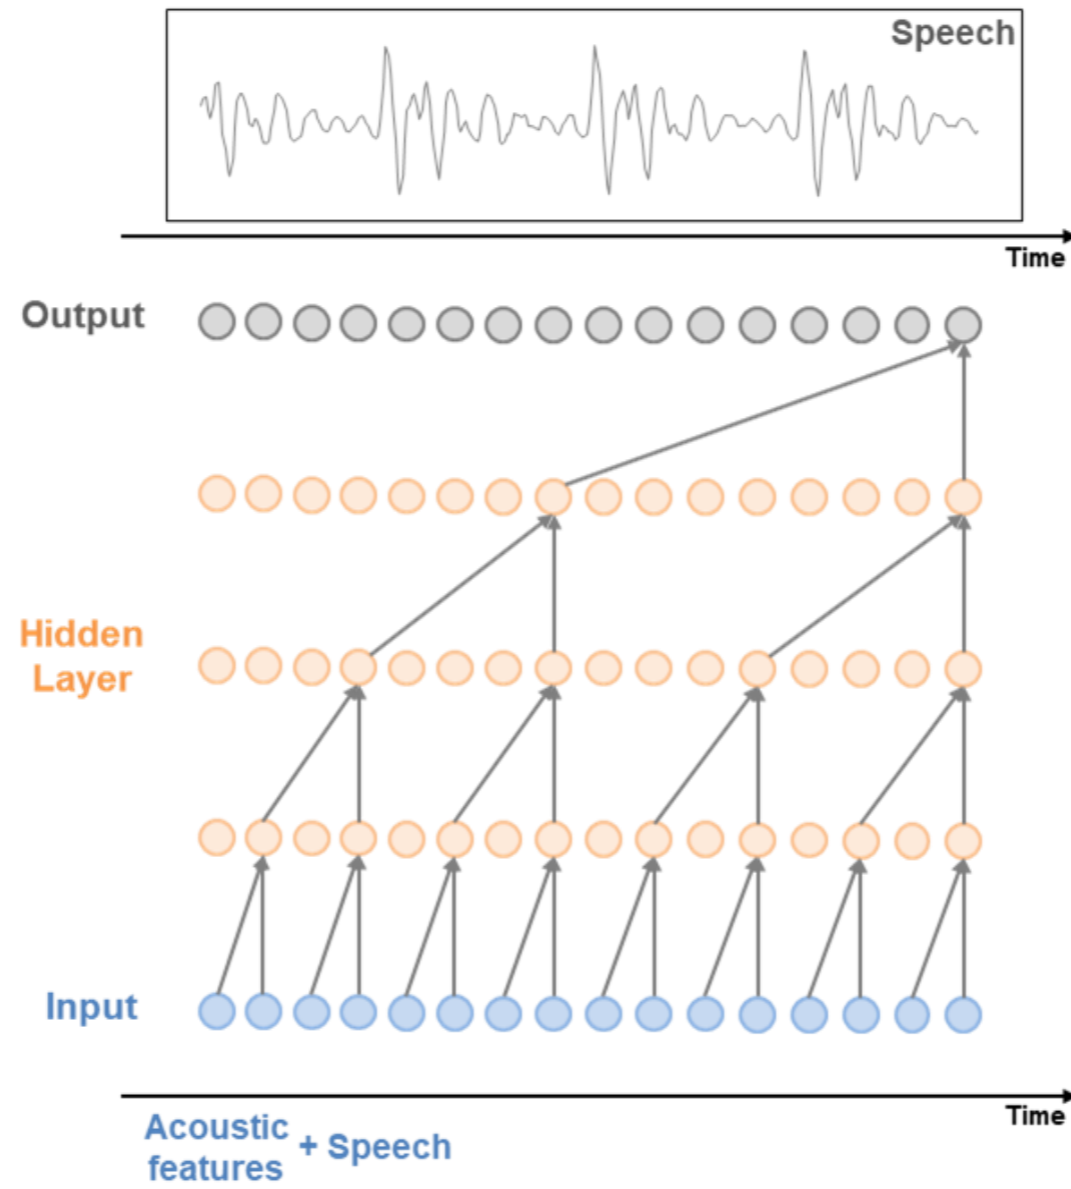 Speech
Time
Output
Hidden
Layer
Input
Time
Acoustic
features
+ Speech